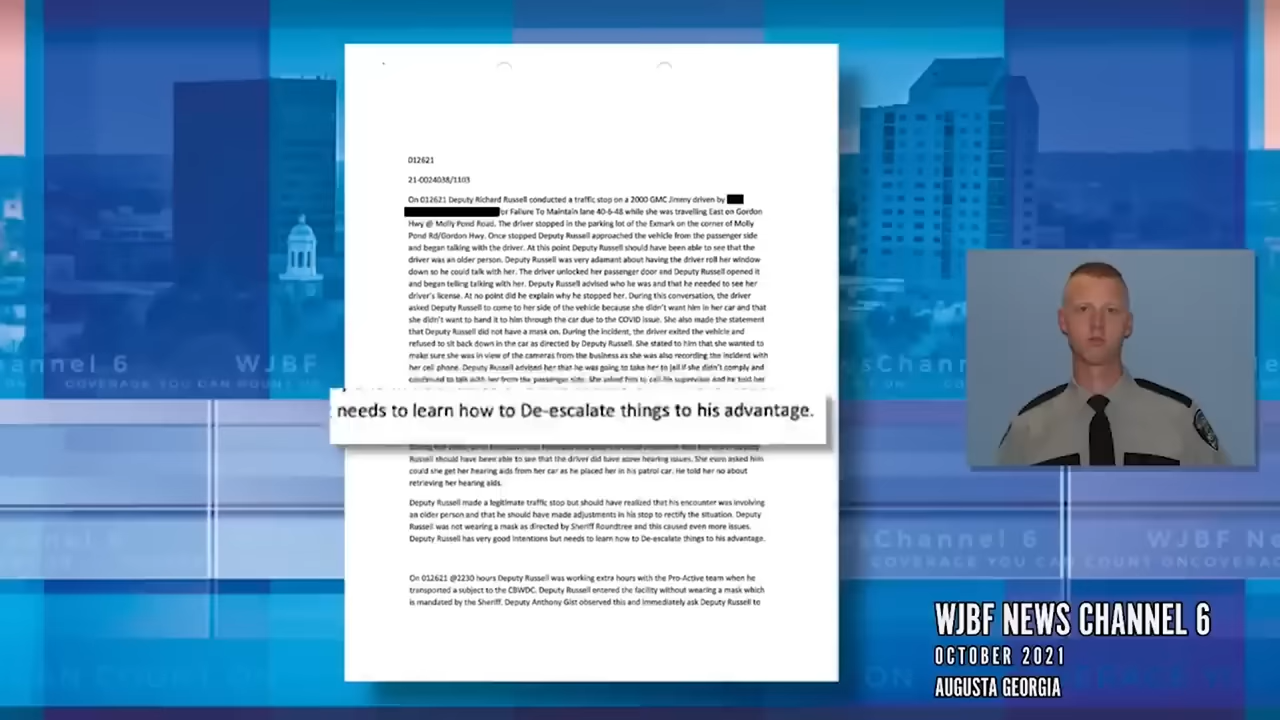 012621
21-0024038/1103
On 012621 Deputy Richard Russell conducted a traffic stop on a 2000 GMC Jimmy driven by
for Failure To Maintain lane 40-6-48 while she was travelling East on Gordon
Hwy @ Molly Pond Road. The driver stopped in the parking lot of the Exmark on the corner of Molly
Pond Rd/Gordon Hwy. Once stopped Deputy Russell approached the vehicle from the passenger side
and began talking with the driver. At this point Deputy Russell should have been able to see that the
driver was an older person. Deputy Russell was very adamant about having the driver roll her window
down so he could talk with her. The driver unlocked her passenger door and Deputy Russell opened it
and began telling talking with her. Deputy Russell advised who he was and that he needed to see her
driver's license. At no point did he explain why he stopped her. During this conversation, the driver
asked Deputy Russell to come to her side of the vehicle because she didn't want him in her car and that
she didn't want to hand it to him through the car due to the COVID issue. She also made the statement
that Deputy Russell did not have a mask on. During the incident, the driver exited the vehicle and
refused to sit back down in the car as directed by Deputy Russell. She stated to him that she wanted to
make sure she was in view of the cameras from the business as she was also recording the incident with
her cell phone. Deputy Russell advised her that he was going to take her to jail if she didn't comply and
continued to talk with her from the passenger side. She asked him to call his supervisor and he told her
needs to learn how to De-escalate things to his advantage.
Russell should have been able to see that the driver did have some hearing issues. She even asked him
could she get her hearing aids from her car as he placed her in his patrol car. He told her no about
retrieving her hearing aids.
Deputy Russell made a legitimate traffic stop but should have realized that his encounter was involving
an older person and that he should have made adjustments in his stop to rectify the situation. Deputy
Russell was not wearing a mask as directed by Sheriff Roundtree and this caused even more issues.
Deputy Russell has very good intentions but needs to learn how to De-escalate things to his advantage.
On 012621 @2230 hours Deputy Russell was working extra hours with the Pro-Active team when he
transported a subject to the CBWDC. Deputy Russell entered the facility without wearing a mask which
is mandated by the Sheriff. Deputy Anthony Gist observed this and immediately ask Deputy Russell to
WJBF NEWS CHANNEL 6
OCTOBER 2021
AUGUSTA GEORGIA